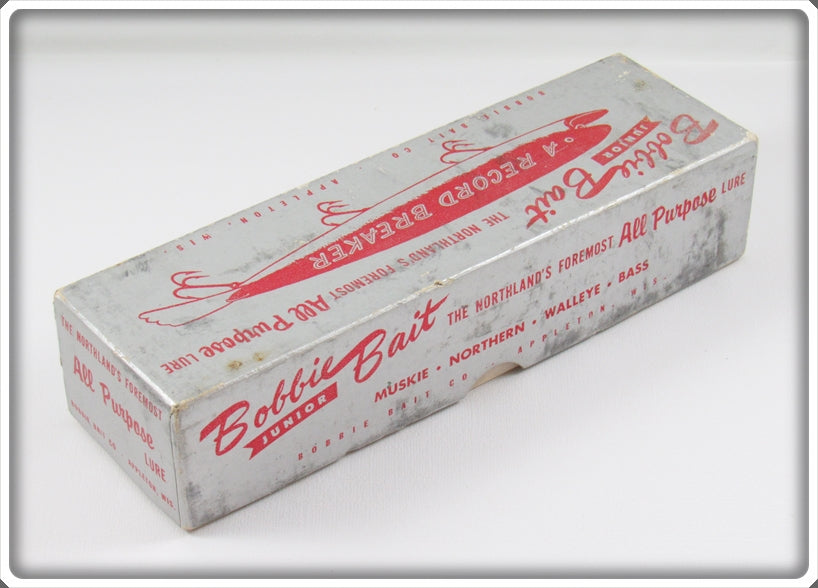 BOBBIE BAIT CO. APPLETON, WIS.
A RECORD BREAKER
Bobbie Bait
JUNIOR
THE NORTHLAND'S FOREMOST All Purpose LURE
Bobbie Bait
JUNIOR
THE NORTHLAND'S FOREMOST All Purpose LURE
MUSKIE • NORTHERN • WALLEYE • BASS
BOBBIE BAIT CO. APPLETON, WIS.
THE NORTHLAND'S FOREMOST
All Purpose
LURE
BOBBIE BAIT CO. APPLETON, WIS.